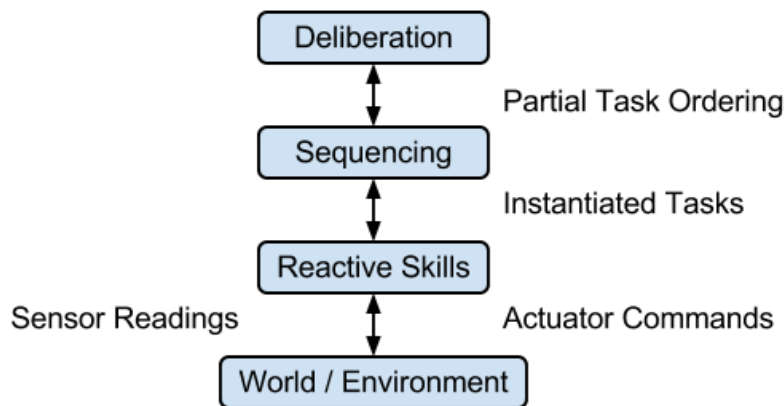 Deliberation
Partial Task Ordering
Sequencing
Instantiated Tasks
Reactive Skills
Sensor Readings
Actuator Commands
World / Environment